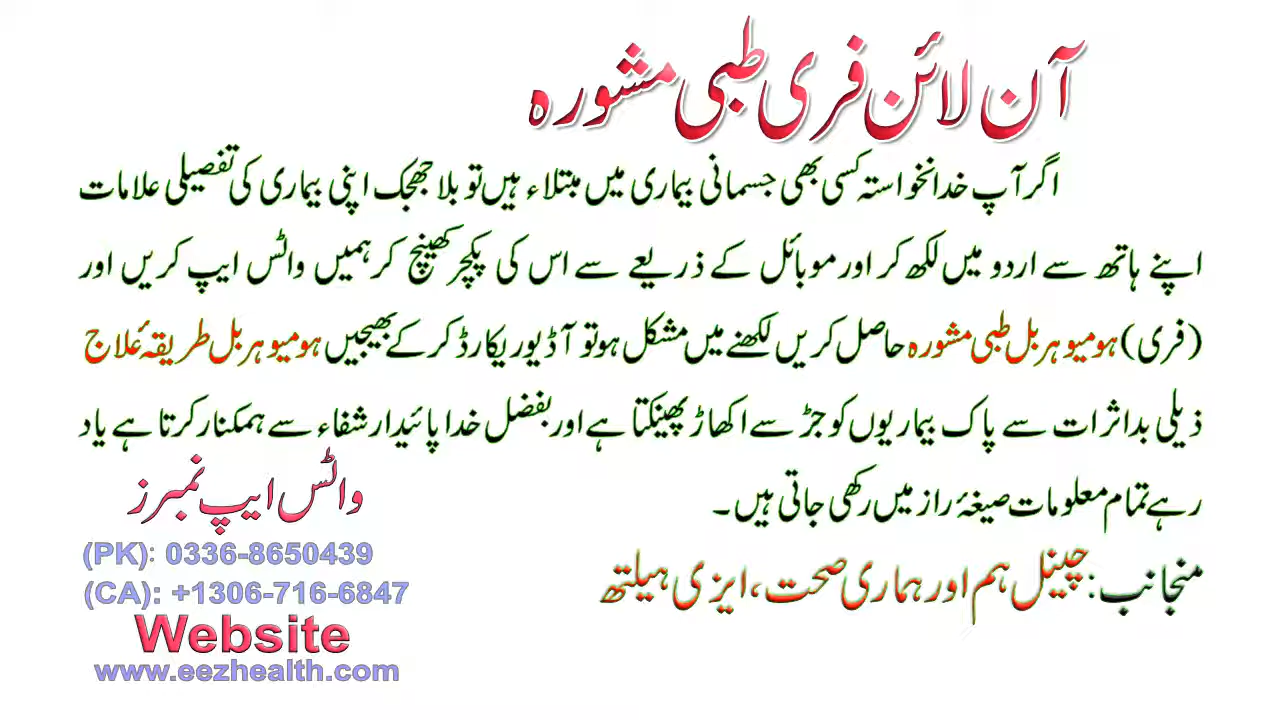 آن لائن فری طبی مشورہ
اگر آپ خدانخواستہ کسی بھی جسمانی بیماری میں مبتلاء ہیں تو بلا جھجک اپنی بیماری کی تفصیلی علامات
اپنے ہاتھ سے اردو میں لکھ کر اور موبائل کے ذریعے سے اس کی پکچر کھینچ کر ہمیں واٹس ایپ کریں اور
(فری) ہومیو ہربل طبی مشورہ حاصل کریں لکھنے میں مشکل ہو تو آڈیو ریکارڈ کر کے بھیجیں ہومیو ہربل طریقۂ علاج
ذیلی بداثرات سے پاک بیماریوں کو جڑ سے اکھاڑ پھینکتا ہے اور بفضل خدا پائیدار شفاء سے ہمکنار کرتا ہے یاد
رہے تمام معلومات صیغۂ راز میں رکھی جاتی ہیں۔
منجانب: چینل ہم اور ہماری صحت، ایزی ہیلتھ
واٹس ایپ نمبرز
(PK): 0336-8650439
(CA): +1306-716-6847
Website
www.eezhealth.com